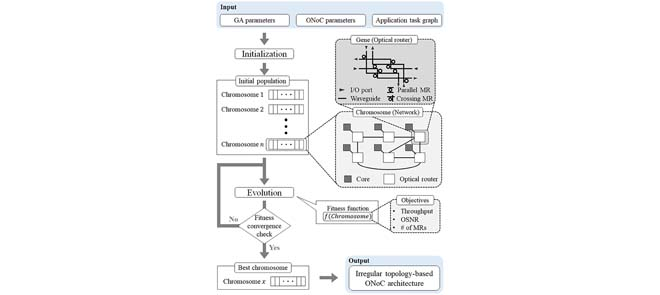 Input
GA parameters
ONoC parameters
Application task graph
Initialization
Initial population
Chromosome 1
Chromosome 2
Chromosome n
Gene (Optical router)
I/O port
Parallel MR
Waveguide
Crossing MR
Chromosome (Network)
Core
Optical router
Evolution
Fitness function
f(Chromosome)
Objectives
• Throughput
• OSNR
• # of MRs
No
Fitness
convergence
check
Yes
Best chromosome
Chromosome x
Output
Irregular topology-based
ONoC architecture